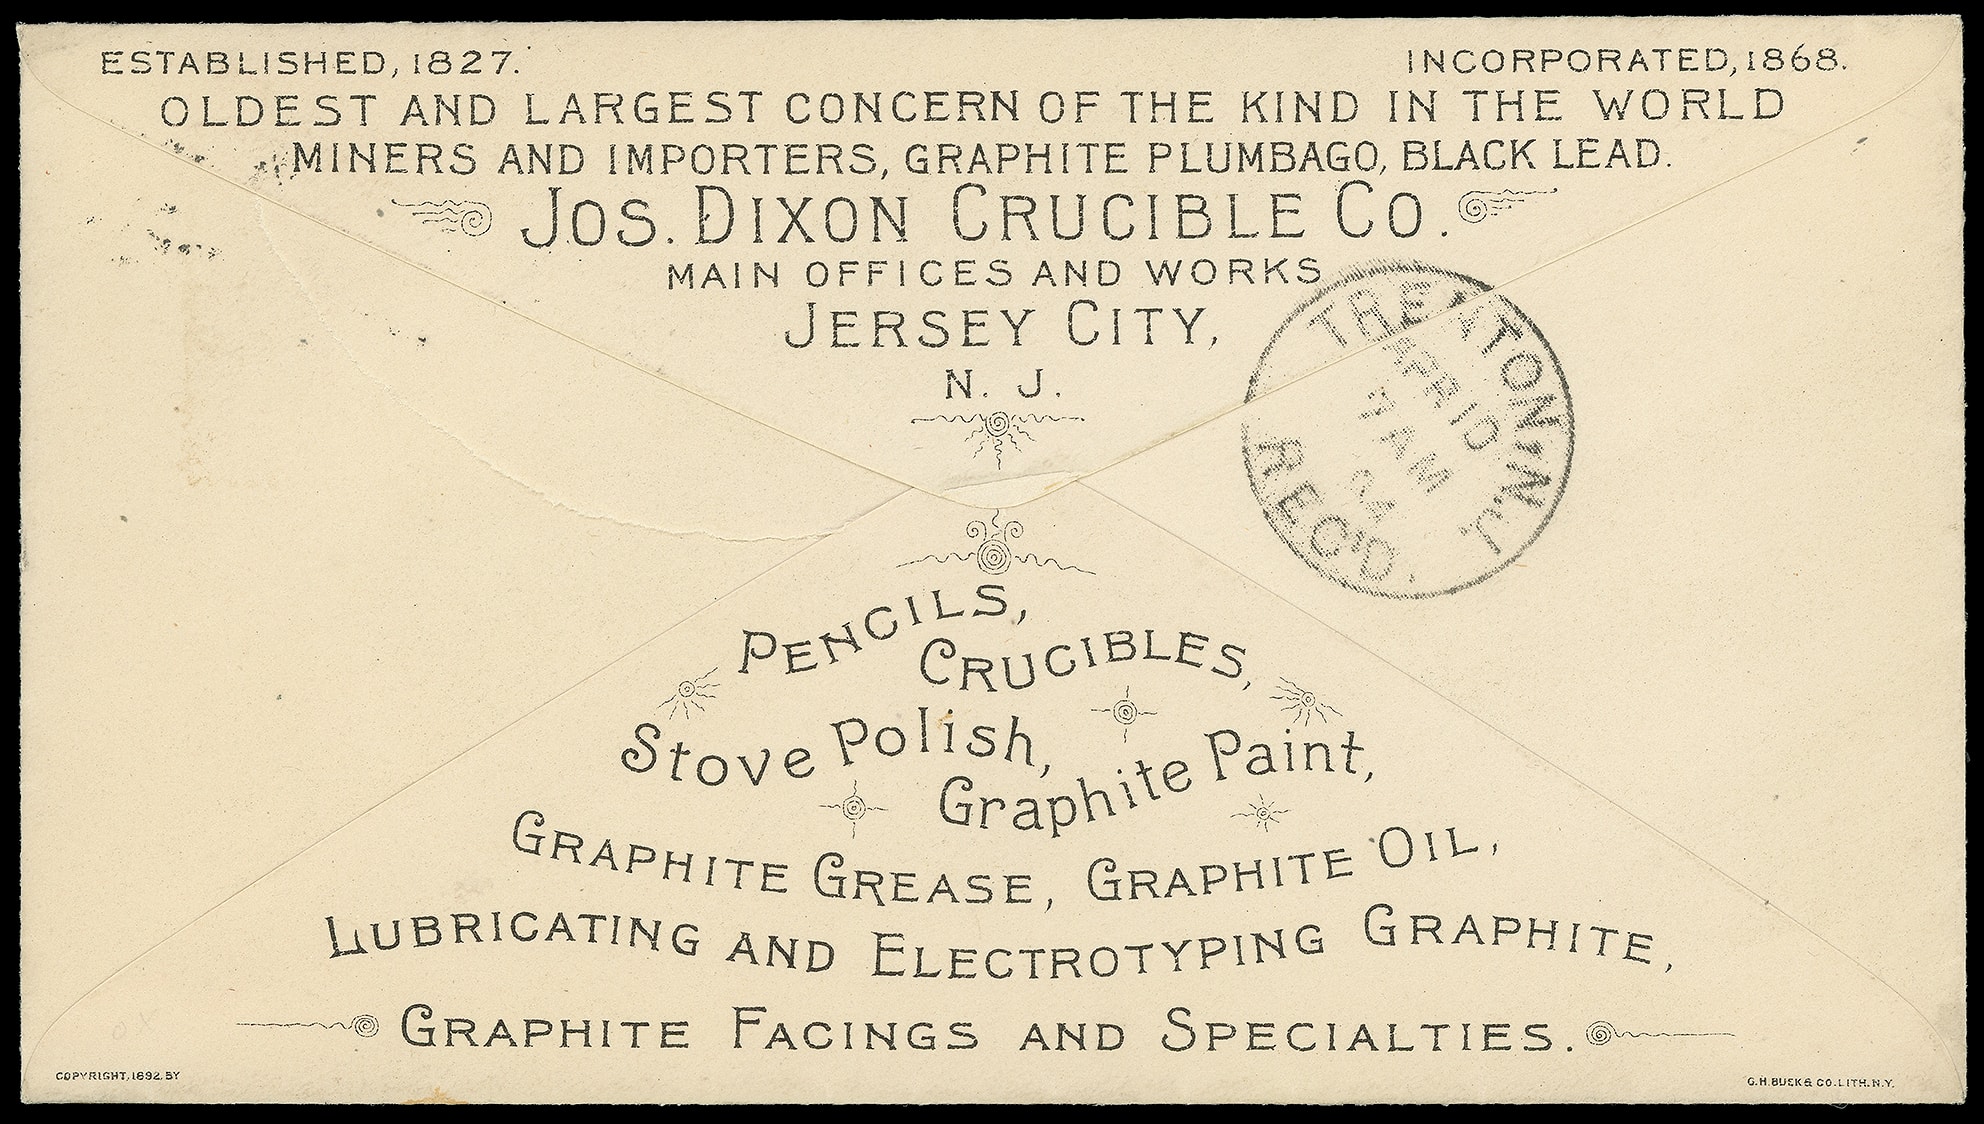 ESTABLISHED, 1827.
INCORPORATED, 1868.
OLDEST AND LARGEST CONCERN OF THE KIND IN THE WORLD
MINERS AND IMPORTERS, GRAPHITE PLUMBAGO, BLACK LEAD.
JOS. DIXON CRUCIBLE CO.
MAIN OFFICES AND WORKS
JERSEY CITY,
N. J.
TRENTON, N.J.
APR 10
7 AM
REC'D.
PENCILS,
CRUCIBLES,
Stove Polish,
Graphite Paint,
GRAPHITE GREASE, GRAPHITE OIL,
LUBRICATING AND ELECTROTYPING GRAPHITE,
GRAPHITE FACINGS AND SPECIALTIES.
COPYRIGHT, 1892, BY
G.H. BUEK & CO. LITH. N.Y.